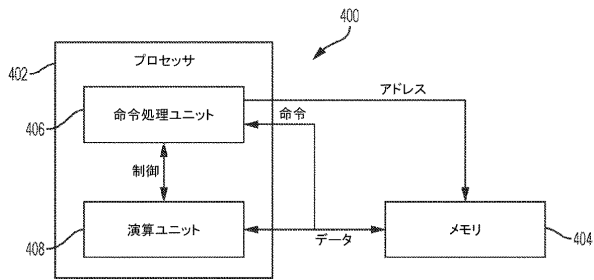 400
402
プロセッサ
アドレス
命令処理ユニット
命令
406
制御
408
演算ユニット
データ
メモリ
404